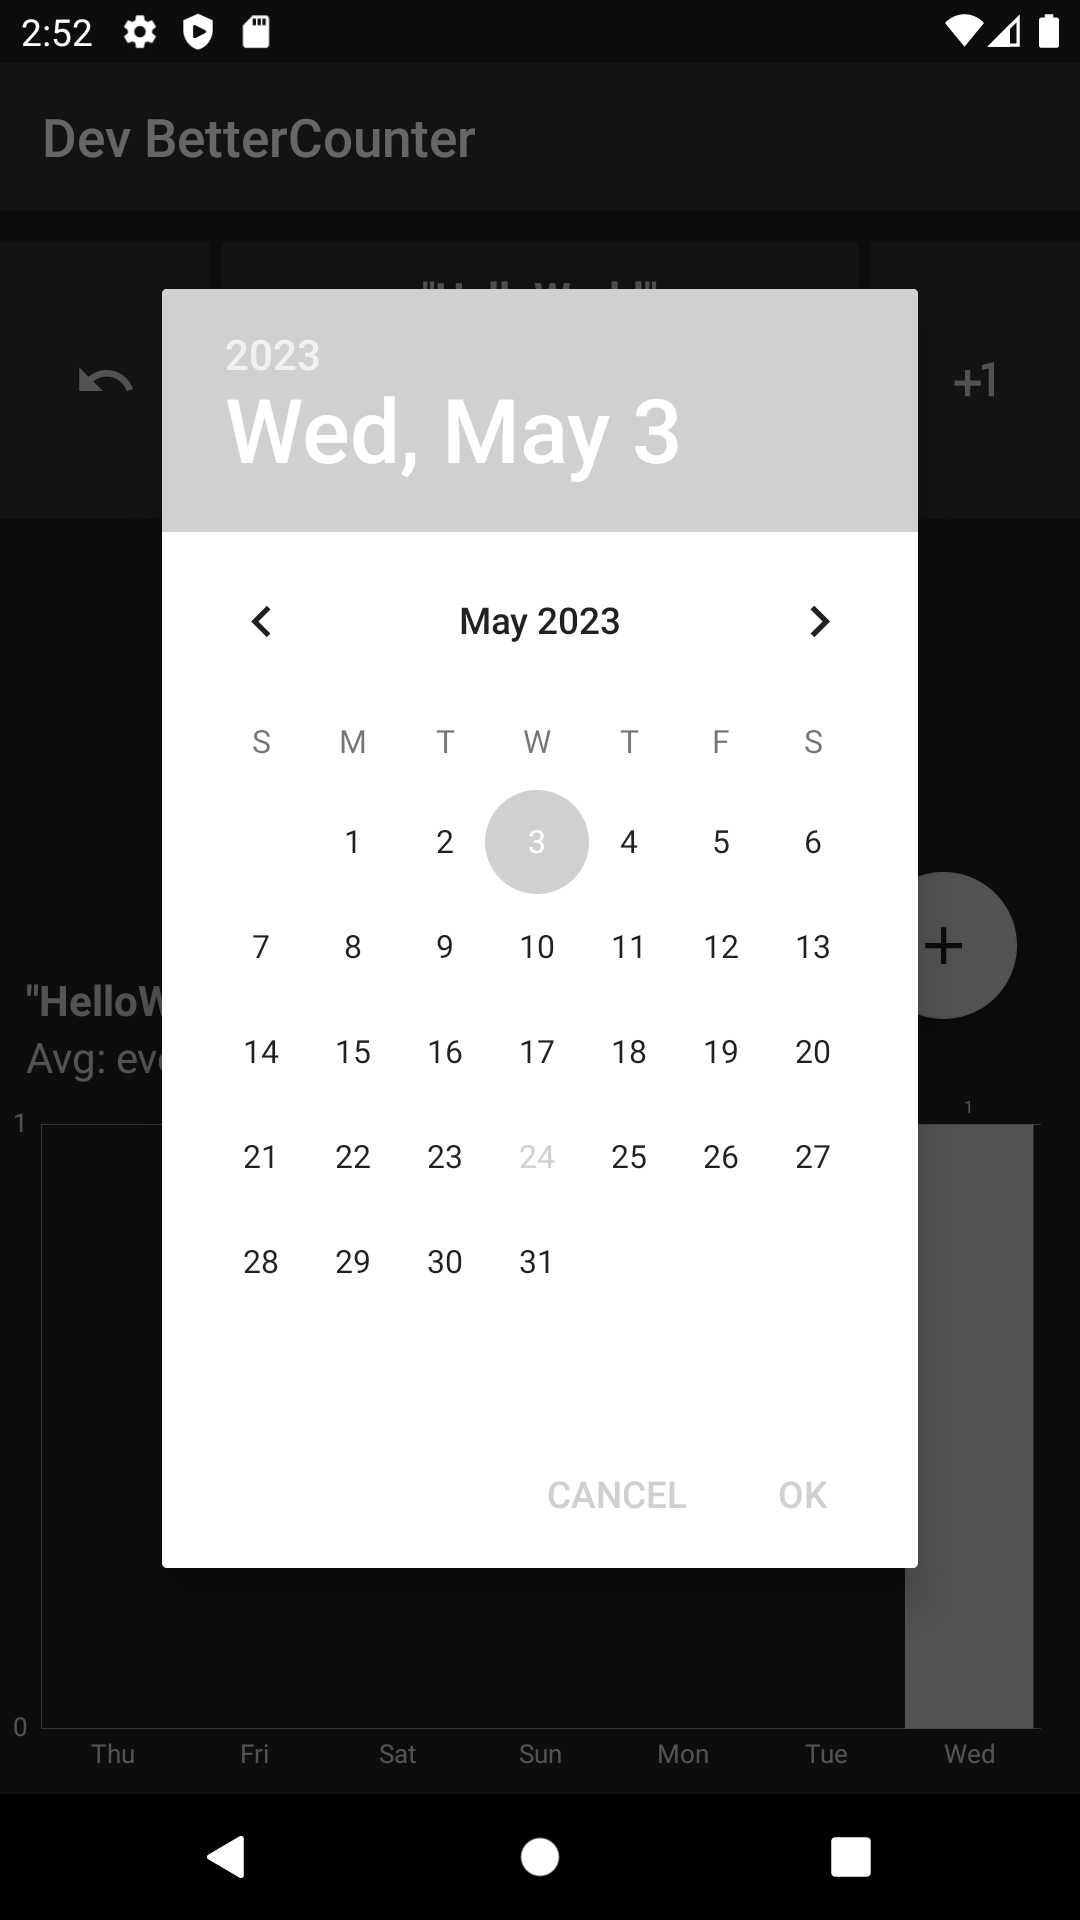 2:52
Dev BetterCounter
+1
2023
Wed, May 3
May 2023
S M T W T F S
1 2 3 4 5 6
7 8 9 10 11 12 13
14 15 16 17 18 19 20
21 22 23 24 25 26 27
28 29 30 31
CANCEL OK
"HelloW
Avg:
1
1
0
Thu Fri Sat Sun Mon Tue Wed